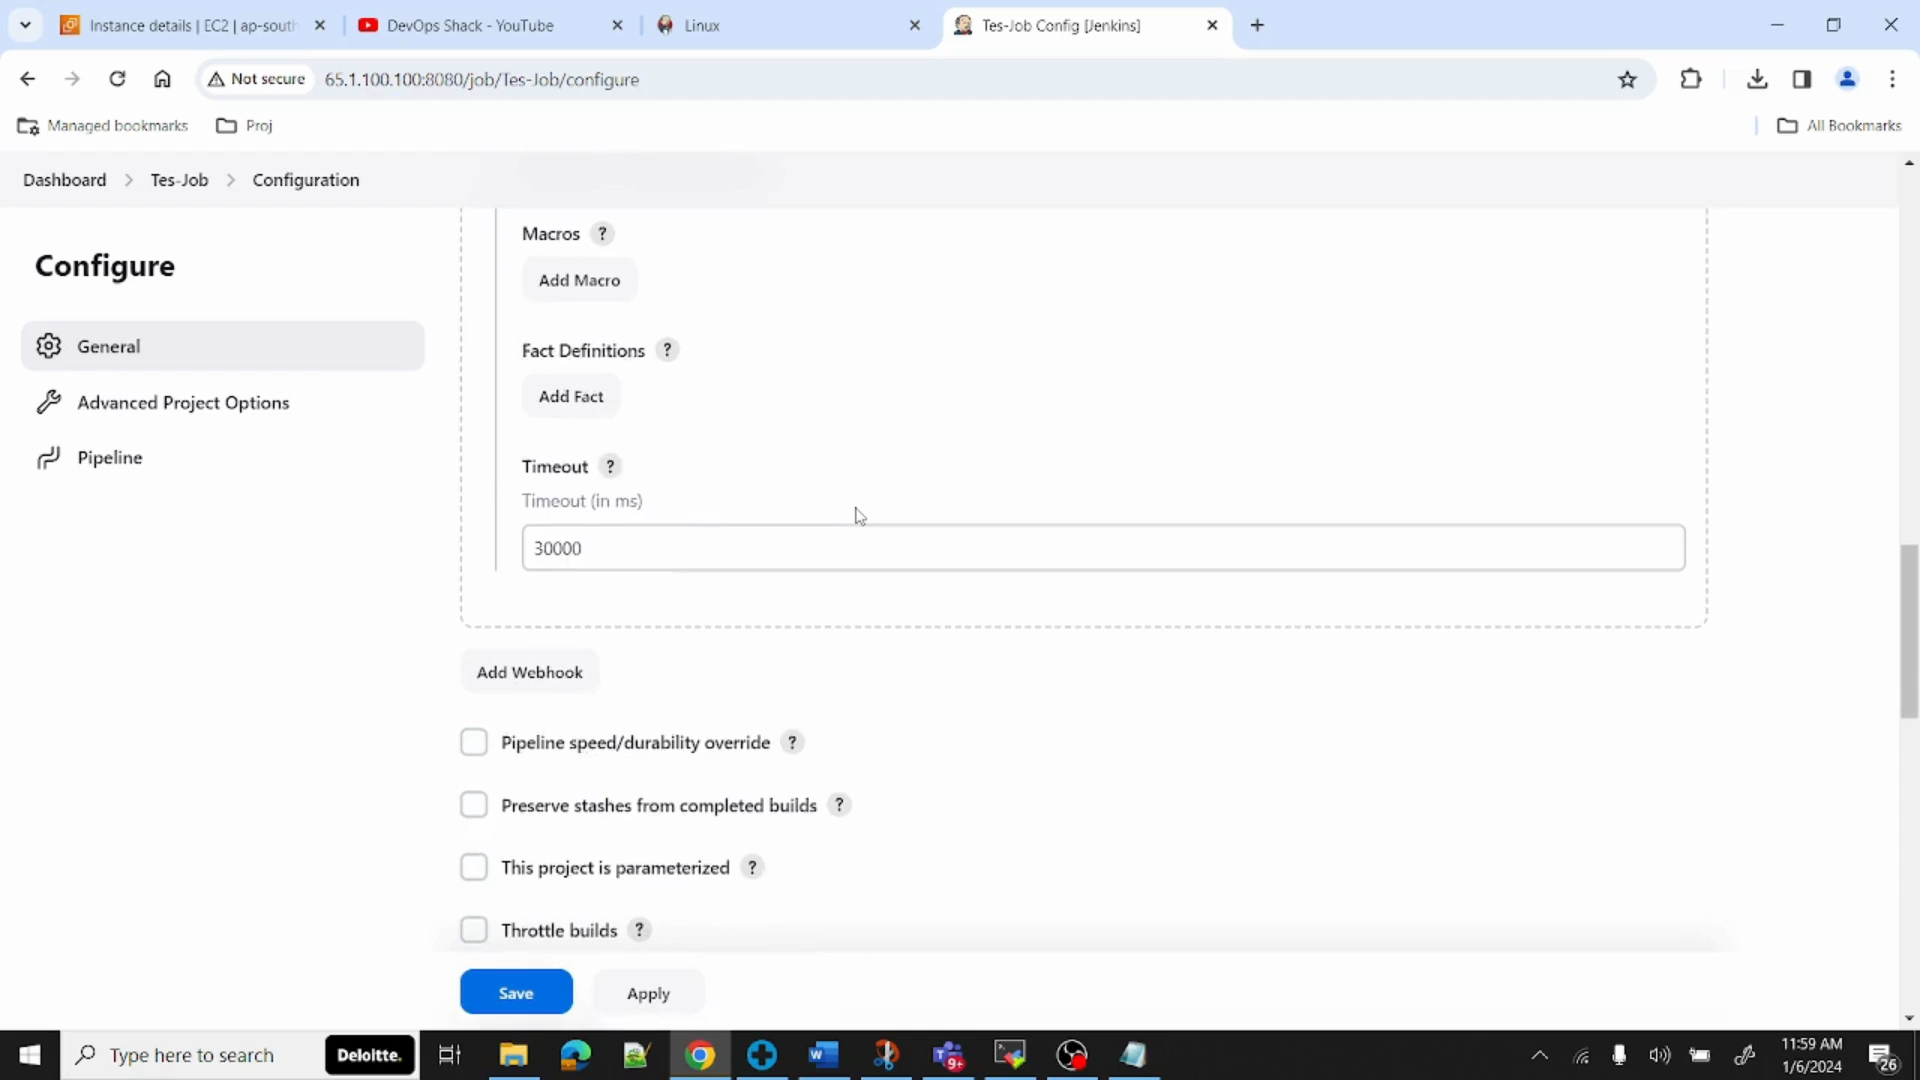 Instance details | EC2 | ap-south
DevOps Shack - YouTube
Linux
Tes-Job Config [Jenkins]
Not secure
65.1.100.100:8080/job/Tes-Job/configure
Managed bookmarks
Proj
All Bookmarks
Dashboard > Tes-Job > Configuration
Configure
General
Advanced Project Options
Pipeline
Macros ?
Add Macro
Fact Definitions ?
Add Fact
Timeout ?
Timeout (in ms)
30000
Add Webhook
Pipeline speed/durability override ?
Preserve stashes from completed builds ?
This project is parameterized ?
Throttle builds ?
Save
Apply
Type here to search
Deloitte.
9+
11:59 AM
1/6/2024
26